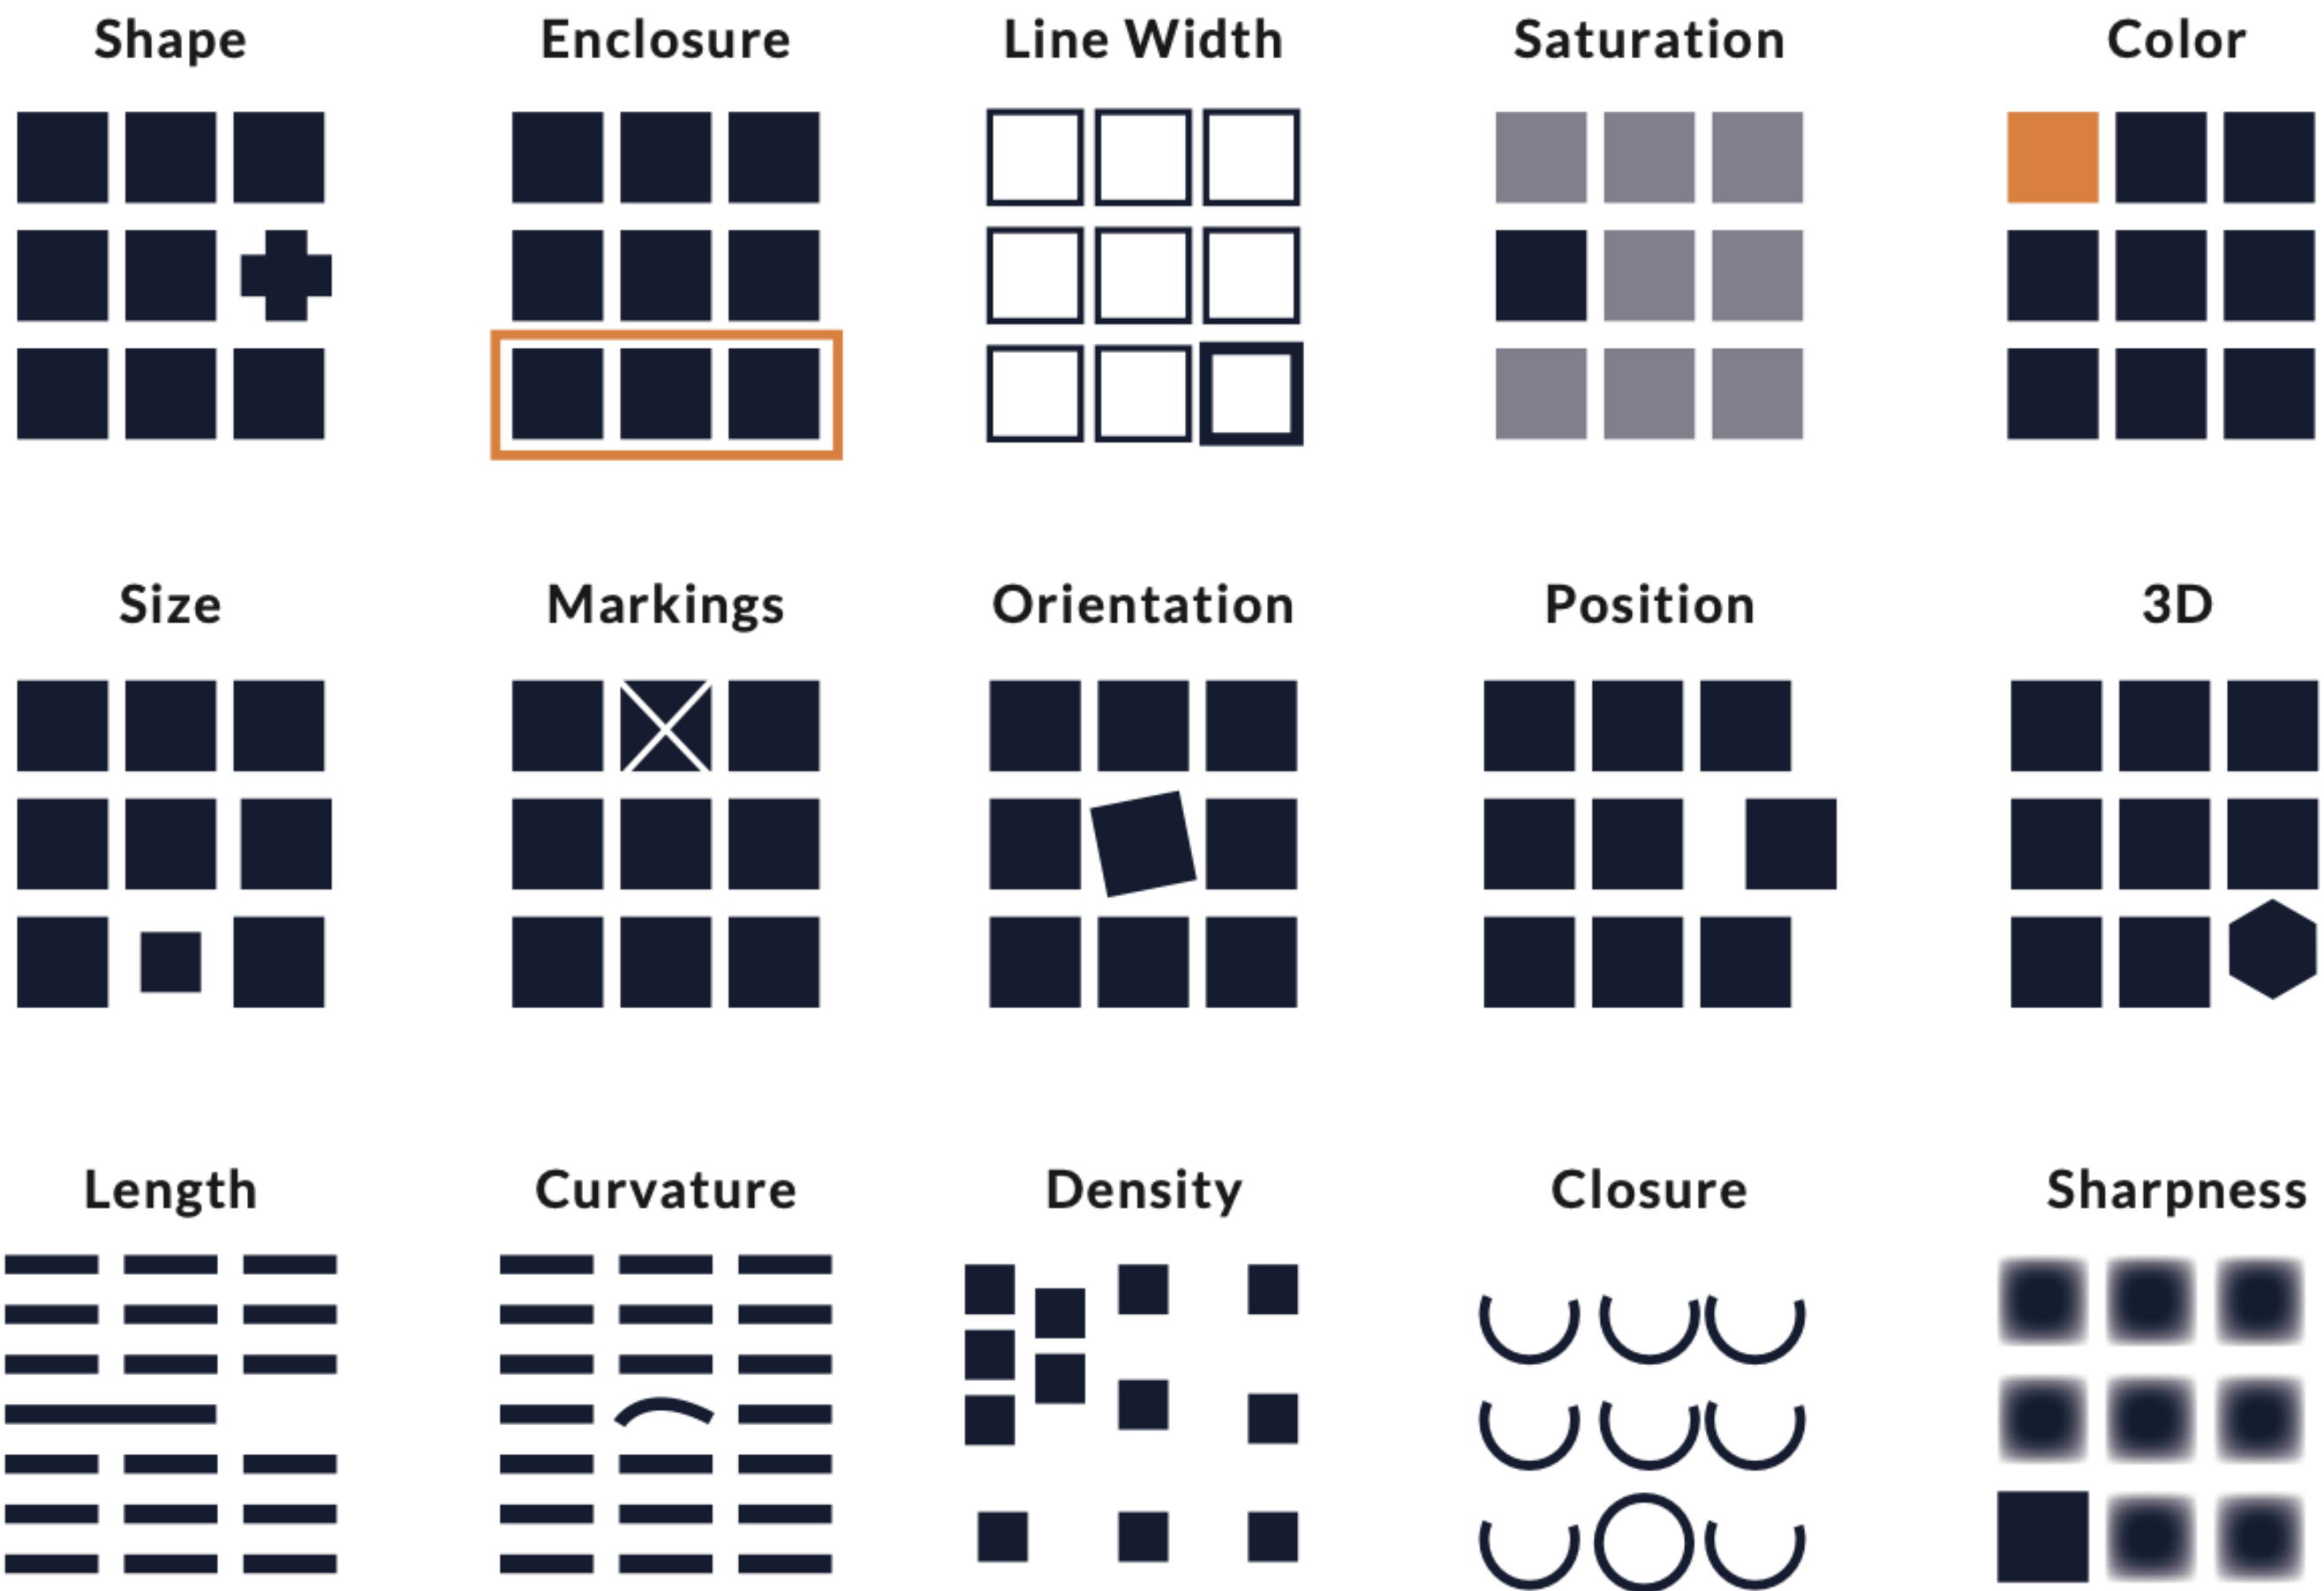 Shape Enclosure Line Width Saturation Color
Size Markings Orientation Position 3D
Length Curvature Density Closure Sharpness